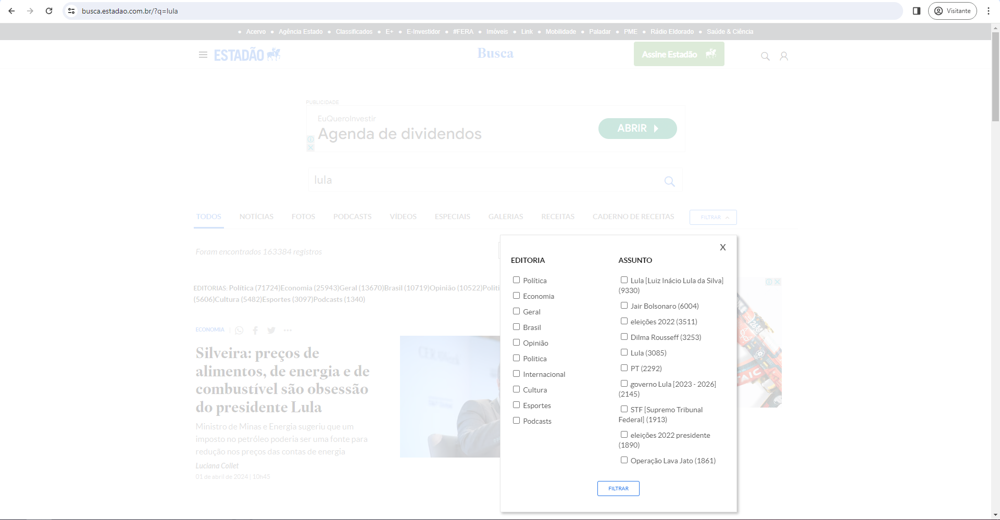 busca.estadao.com.br/?q=lula
Visitante
• Acervo • Agência Estado • Classificados • E+ • E-Investidor • #FERA • Imóveis • Link • Mobilidade • Paladar • PME • Rádio Eldorado • Saúde & Ciência
ESTADÃO
Busca
Assine Estadão
PUBLICIDADE
EuQueroInvestir
Agenda de dividendos
ABRIR
lula
TODOS NOTÍCIAS FOTOS PODCASTS VÍDEOS ESPECIAIS GALERIAS RECEITAS CADERNO DE RECEITAS FILTRAR
Foram encontrados 163384 registros
EDITORIAS: Política (71724)Economia (25943)Geral (13670)Brasil (10719)Opinião (10522)Politi
(5606)Cultura (5482)Esportes (3097)Podcasts (1340)
ECONOMIA
Silveira: preços de
alimentos, de energia e de
combustível são obsessão
do presidente Lula
Ministro de Minas e Energia sugeriu que um
imposto no petróleo poderia ser uma fonte para
redução nos preços das contas de energia
Luciana Collet
01 de abril de 2024 | 10h45
X
EDITORIA
Política
Economia
Geral
Brasil
Opinião
Politica
Internacional
Cultura
Esportes
Podcasts
ASSUNTO
Lula [Luiz Inácio Lula da Silva]
(9330)
Jair Bolsonaro (6004)
eleições 2022 (3511)
Dilma Rousseff (3253)
Lula (3085)
PT (2292)
governo Lula [2023 - 2026]
(2145)
STF [Supremo Tribunal
Federal] (1913)
eleições 2022 presidente
(1890)
Operação Lava Jato (1861)
FILTRAR